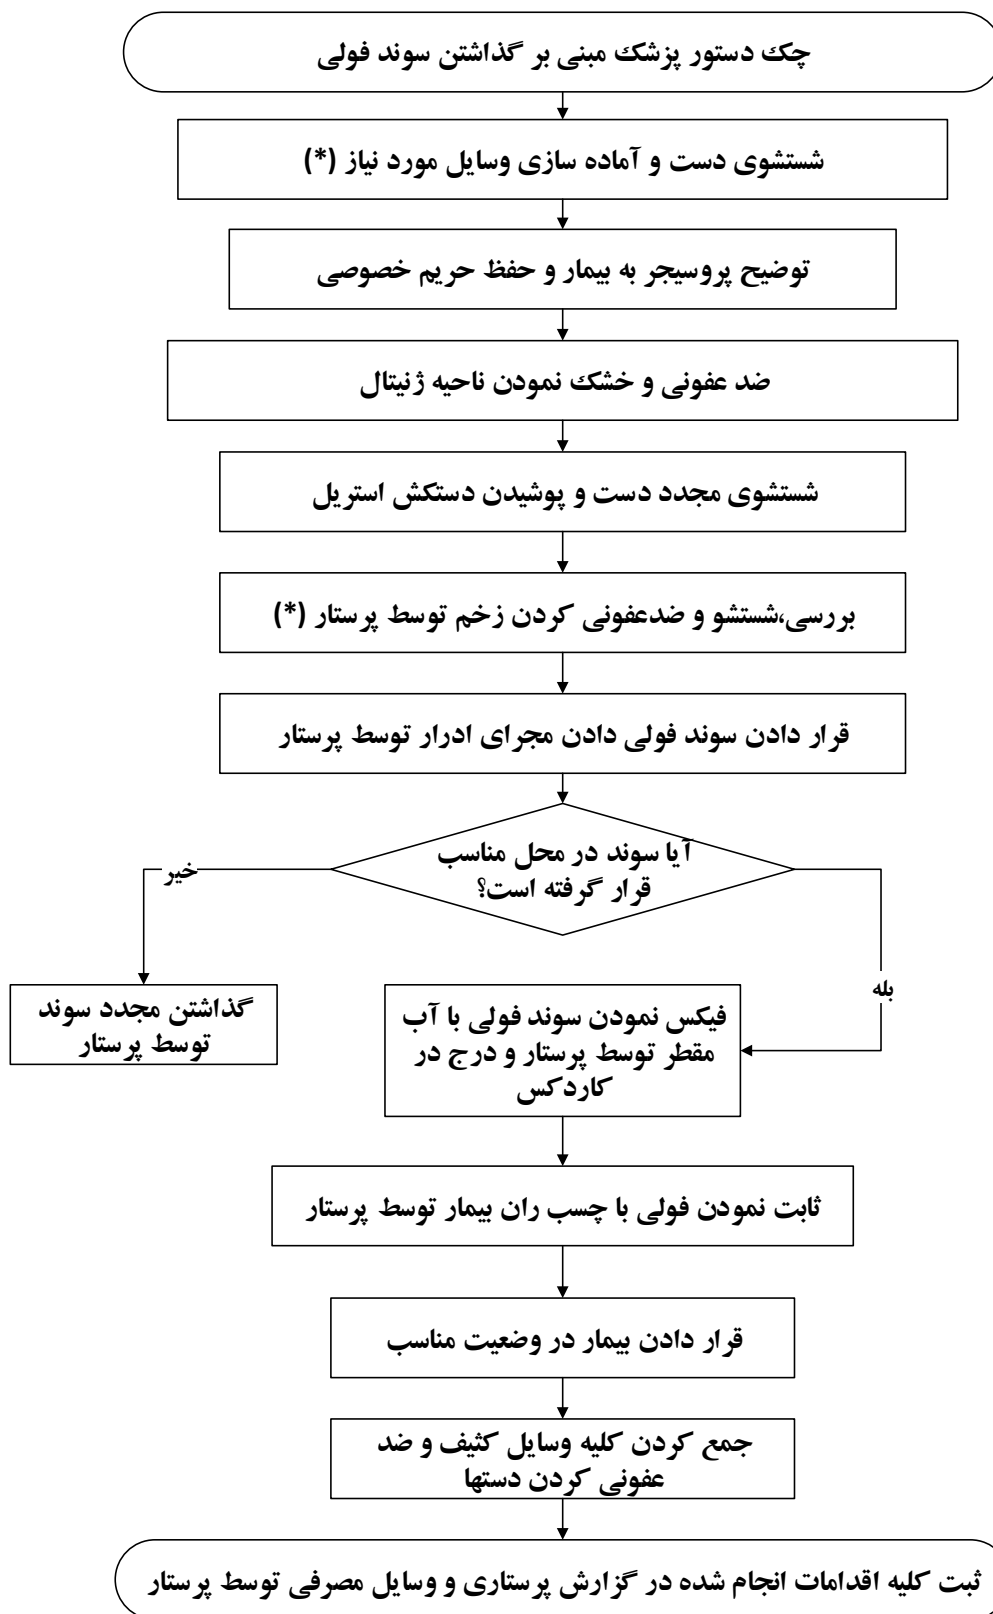 چک دستور پزشک مبنی بر گذاشتن سوند فولی
شستشوی دست و آماده سازی وسایل مورد نیاز (*)
توضیح پروسیجر به بیمار و حفظ حریم خصوصی
ضد عفونی و خشک نمودن ناحیه ژنیتال
شستشوی مجدد دست و پوشیدن دستکش استریل
بررسی،شستشو و ضدعفونی کردن زخم توسط پرستار (*)
قرار دادن سوند فولی دادن مجرای ادرار توسط پرستار
آیا سوند در محل مناسب
قرار گرفته است؟
خیر
بله
گذاشتن مجدد سوند
توسط پرستار
فیکس نمودن سوند فولی با آب
مقطر توسط پرستار و درج در
کاردکس
ثابت نمودن فولی با چسب ران بیمار توسط پرستار
قرار دادن بیمار در وضعیت مناسب
جمع کردن کلیه وسایل کثیف و ضد
عفونی کردن دستها
ثبت کلیه اقدامات انجام شده در گزارش پرستاری و وسایل مصرفی توسط پرستار